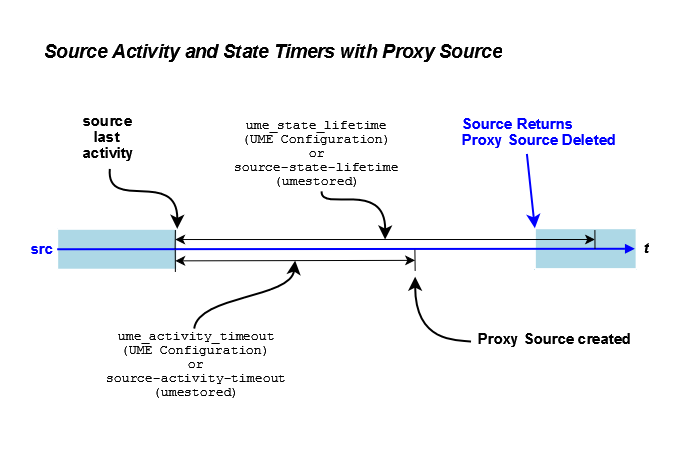 Source Activity and State Timers with Proxy Source
source
last
activity
ume_state_lifetime
(UME Configuration)
or
source-state-lifetime
(umestored)
Source Returns
Proxy Source Deleted
src
t
ume_activity_timeout
(UME Configuration)
or
source-activity-timeout
(umestored)
Proxy Source created